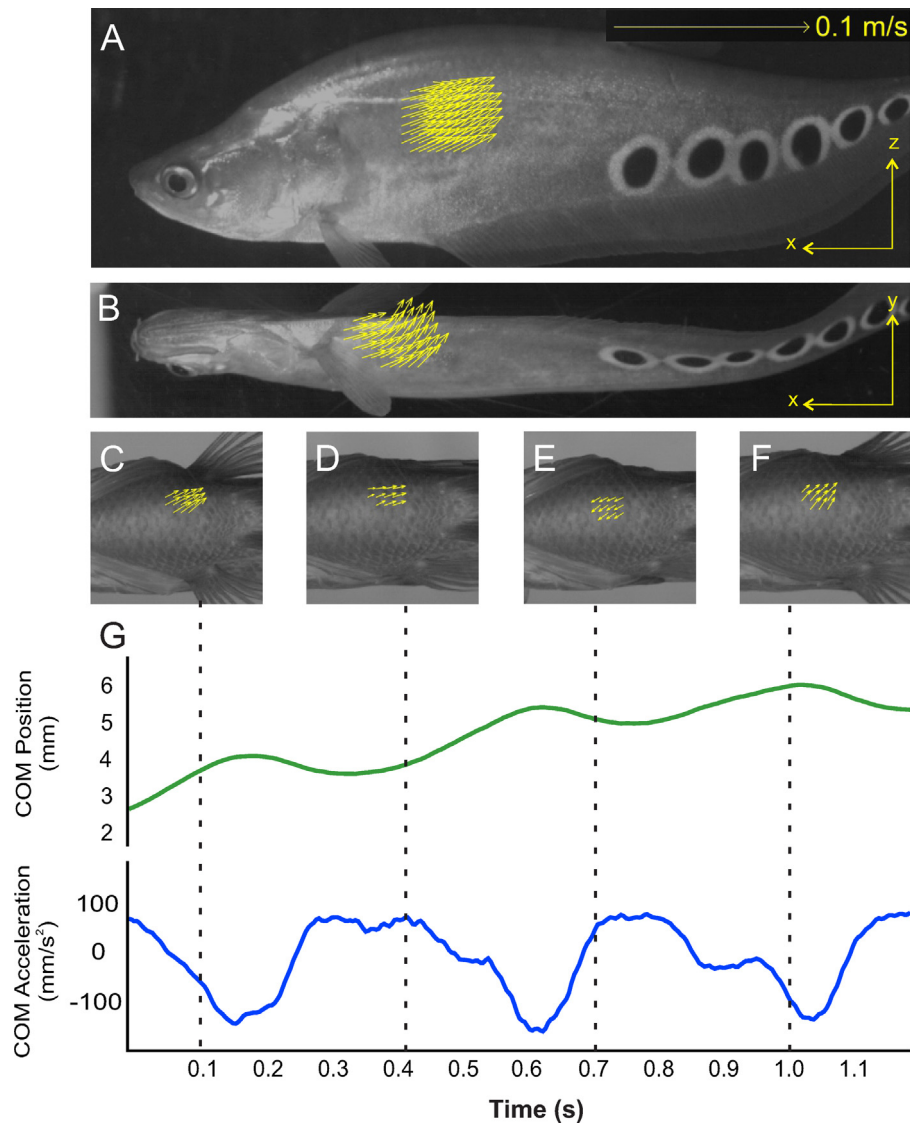 A
0.1 m/s
z
x
B
y
x
C
D
E
F
G
COM Position
(mm)
6
5
4
3
2
COM Acceleration
(mm/s²)
100
0
-100
0.1 0.2 0.3 0.4 0.5 0.6 0.7 0.8 0.9 1.0 1.1
Time (s)